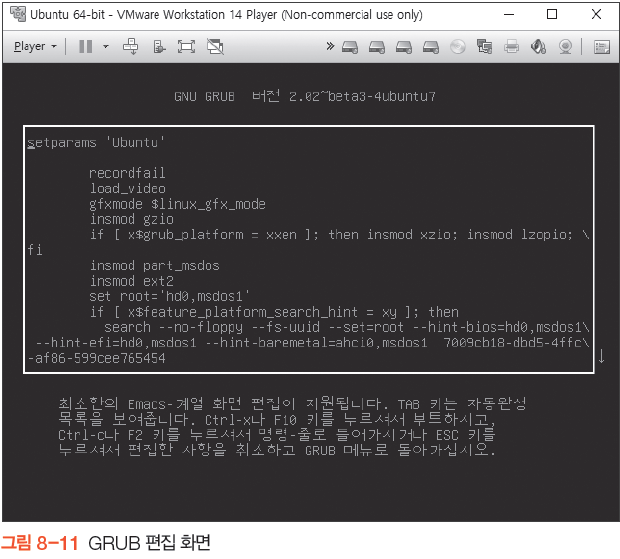 Ubuntu 64-bit - VMware Workstation 14 Player (Non-commercial use only)
Player
GNU GRUB 버전 2.02~beta3-4ubuntu7
setparams 'Ubuntu'
recordfail
load_video
gfxmode $linux_gfx_mode
insmod gzio
if [ x$grub_platform = xxen ]; then insmod xzio; insmod lzopio; \
fi
insmod part_msdos
insmod ext2
set root='hd0,msdos1'
if [ x$feature_platform_search_hint = xy ]; then
search --no-floppy --fs-uuid --set=root --hint-bios=hd0,msdos1\
--hint-efi=hd0,msdos1 --hint-baremetal=ahci0,msdos1 7009cb18-dbd5-4ffc\
-af86-599cee765454
최소한의 Emacs-계열 화면 편집이 지원됩니다. TAB 키는 자동완성
목록을 보여줍니다. Ctrl-x나 F10 키를 누르셔서 부트하시고,
Ctrl-c나 F2 키를 누르셔서 명령-줄로 들어가시거나 ESC 키를
누르셔서 편집한 사항을 취소하고 GRUB 메뉴로 돌아가십시오.
그림 8-11 GRUB 편집 화면